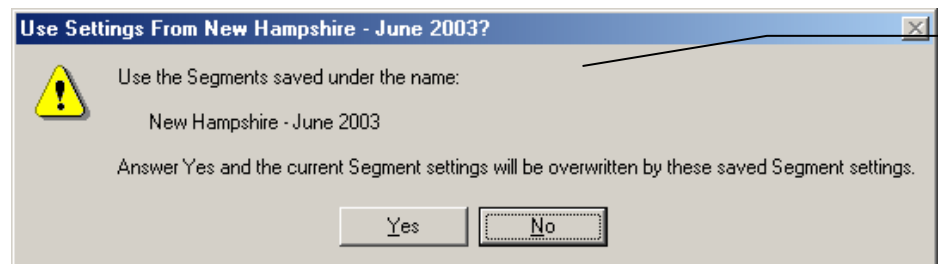 Use Settings From New Hampshire - June 2003?
Use the Segments saved under the name:
New Hampshire - June 2003
Answer Yes and the current Segment settings will be overwritten by these saved Segment settings.
Yes
No